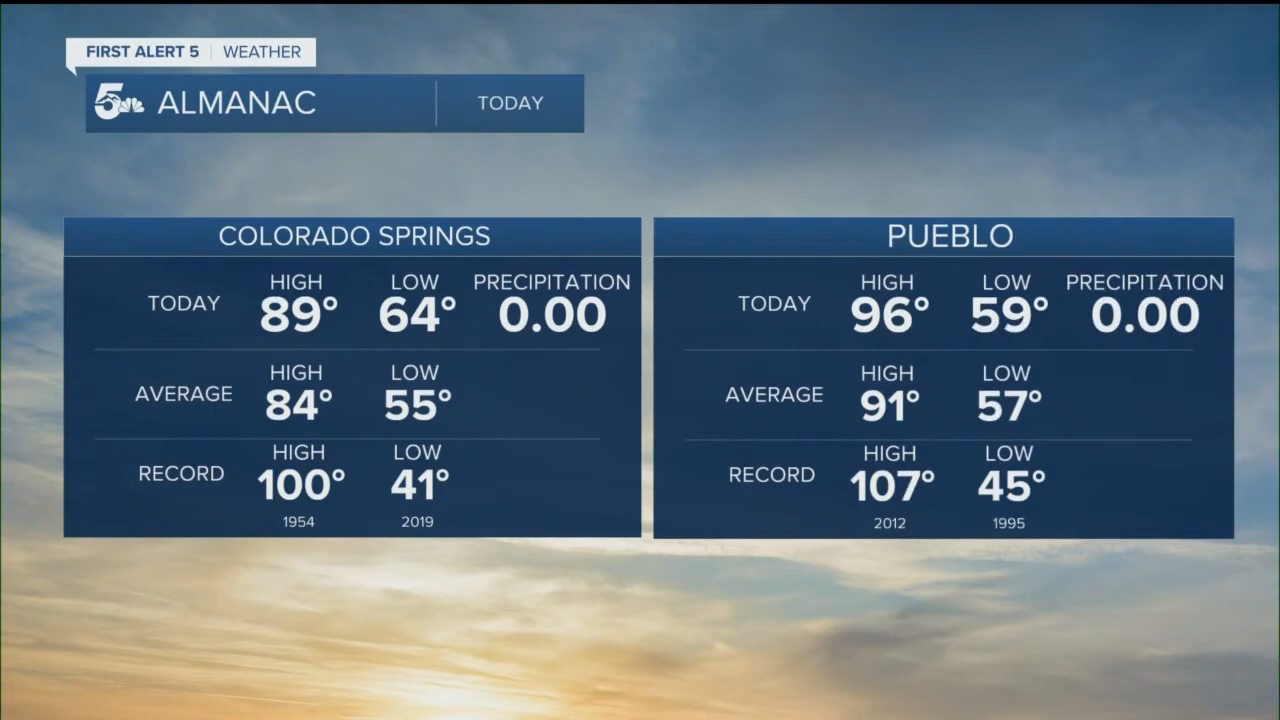 FIRST ALERT 5 | WEATHER
5 ALMANAC TODAY
COLORADO SPRINGS
HIGH LOW PRECIPITATION
TODAY 89° 64° 0.00
HIGH LOW
AVERAGE 84° 55°
HIGH LOW
RECORD 100° 41°
1954 2019
PUEBLO
HIGH LOW PRECIPITATION
TODAY 96° 59° 0.00
HIGH LOW
AVERAGE 91° 57°
HIGH LOW
RECORD 107° 45°
2012 1995